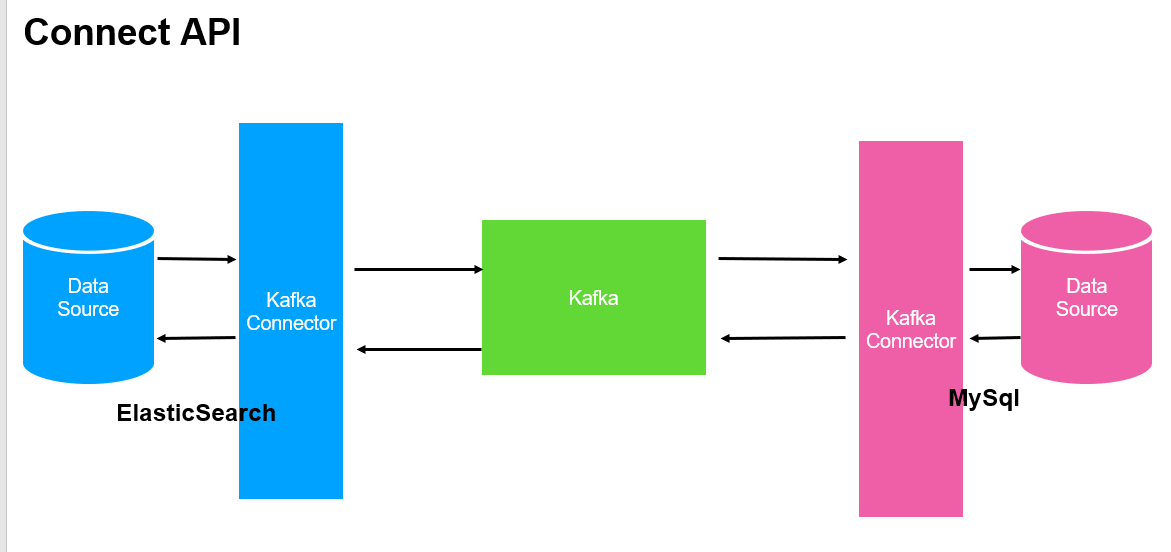 Connect API
Data
Source
Kafka
Connector
Kafka
Kafka
Connector
Data
Source
ElasticSearch
MySql